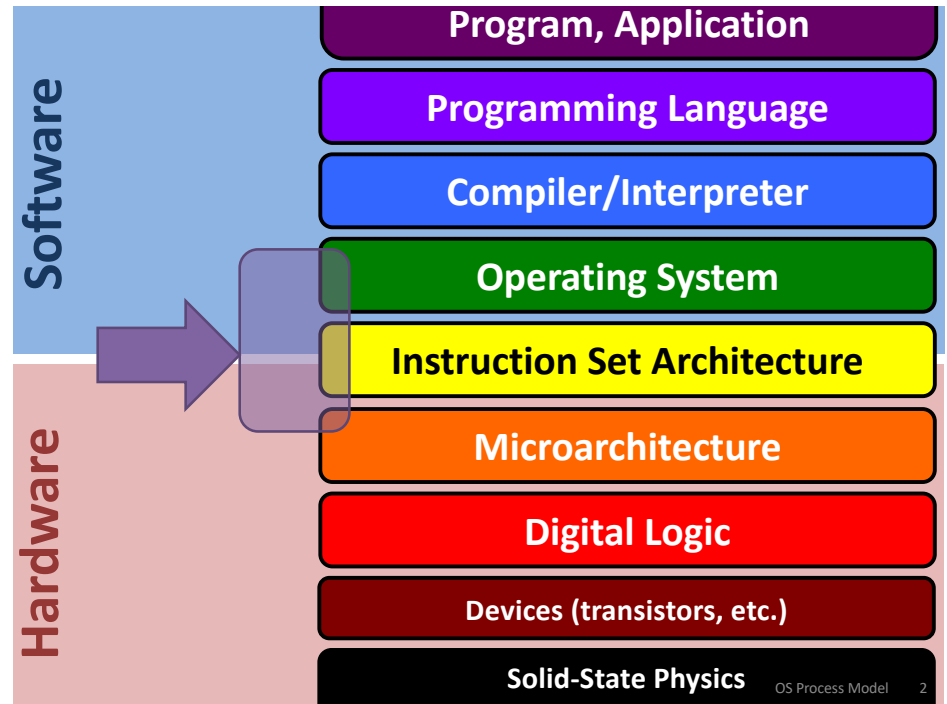 Software
Hardware
Program, Application
Programming Language
Compiler/Interpreter
Operating System
Instruction Set Architecture
Microarchitecture
Digital Logic
Devices (transistors, etc.)
Solid-State Physics
OS Process Model 2